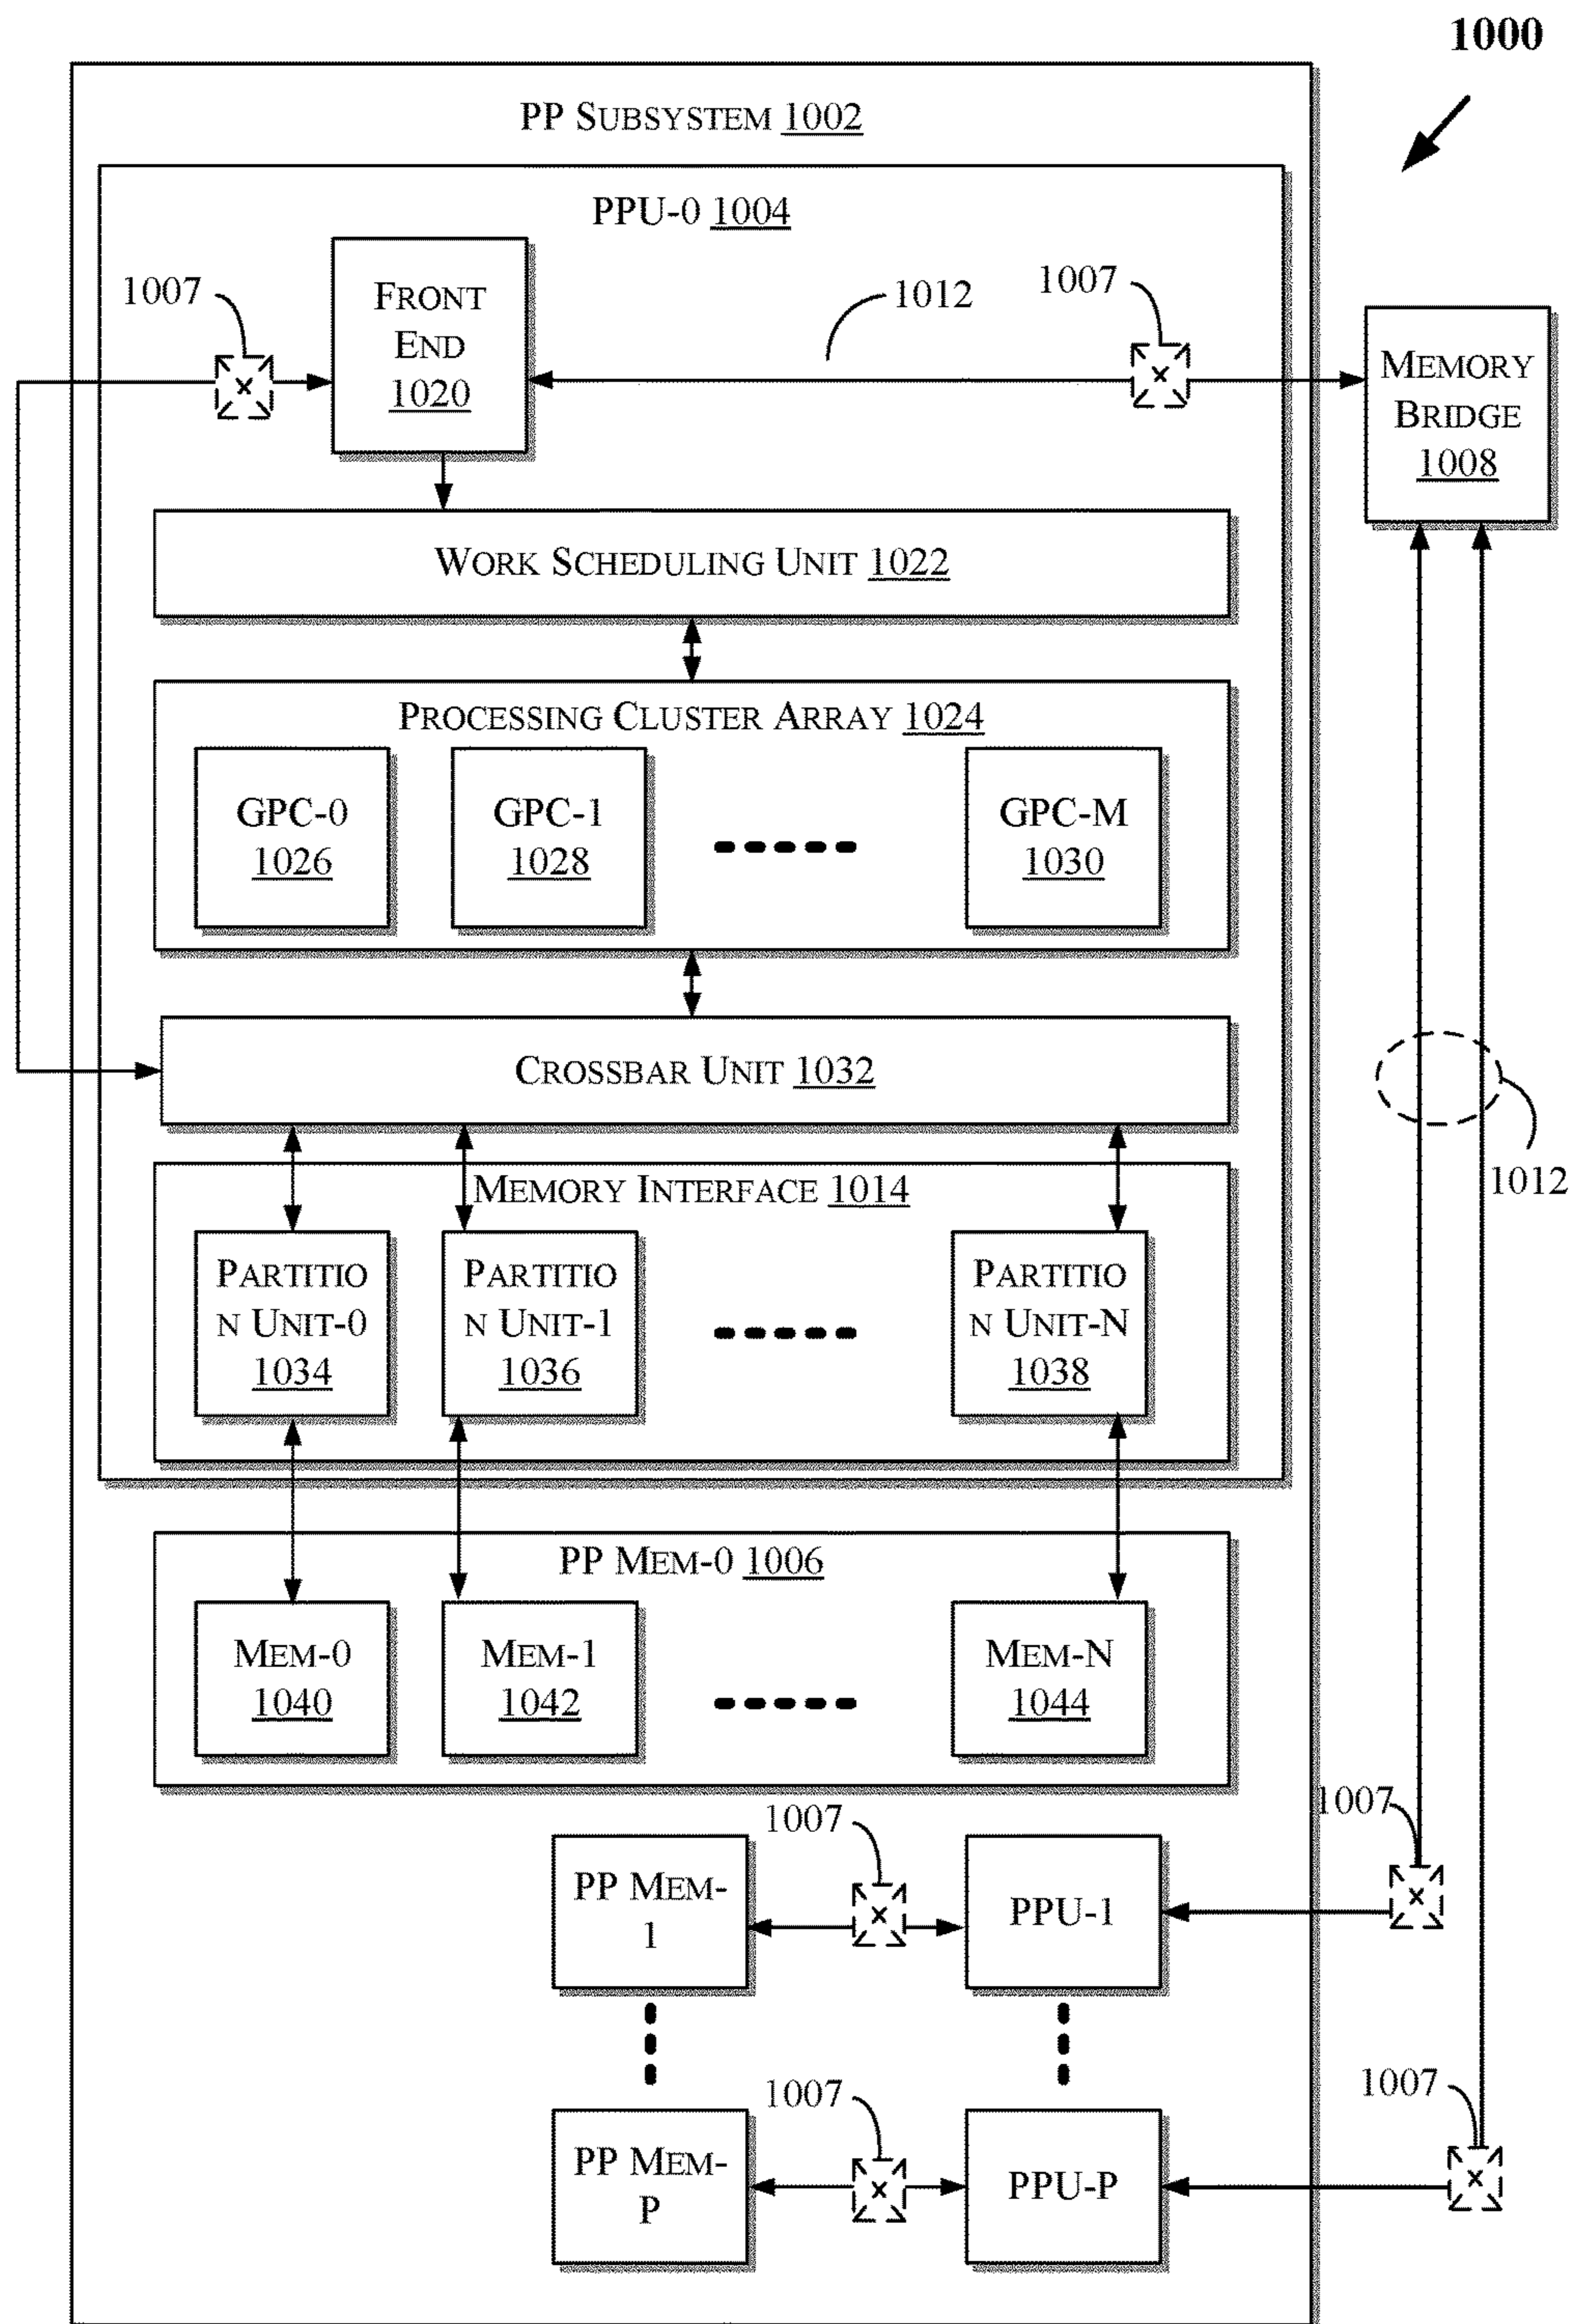 1000
PP SUBSYSTEM 1002
PPU-0 1004
1007
FRONT
END
1020
1012
1007
MEMORY
BRIDGE
1008
WORK SCHEDULING UNIT 1022
PROCESSING CLUSTER ARRAY 1024
GPC-0
1026
GPC-1
1028
GPC-M
1030
CROSSBAR UNIT 1032
1012
MEMORY INTERFACE 1014
PARTITIO
N UNIT-0
1034
PARTITIO
N UNIT-1
1036
PARTITIO
N UNIT-N
1038
PP MEM-0 1006
MEM-0
1040
MEM-1
1042
MEM-N
1044
1007
1007
PP MEM-
1
X
PPU-1
X
1007
1007
PP MEM-
P
X
PPU-P
X
X
X